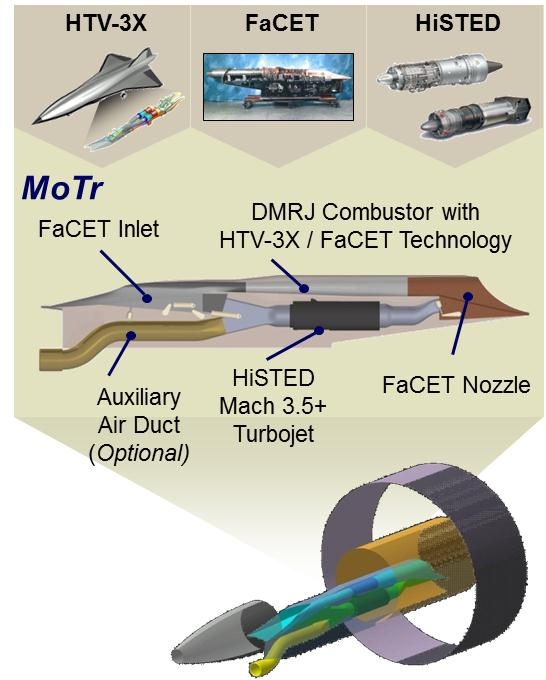 HTV-3X
FaCET
HiSTED
MoTr
FaCET Inlet
DMRJ Combustor with
HTV-3X / FaCET Technology
Auxiliary
Air Duct
(Optional)
HiSTED
Mach 3.5+
Turbojet
FaCET Nozzle